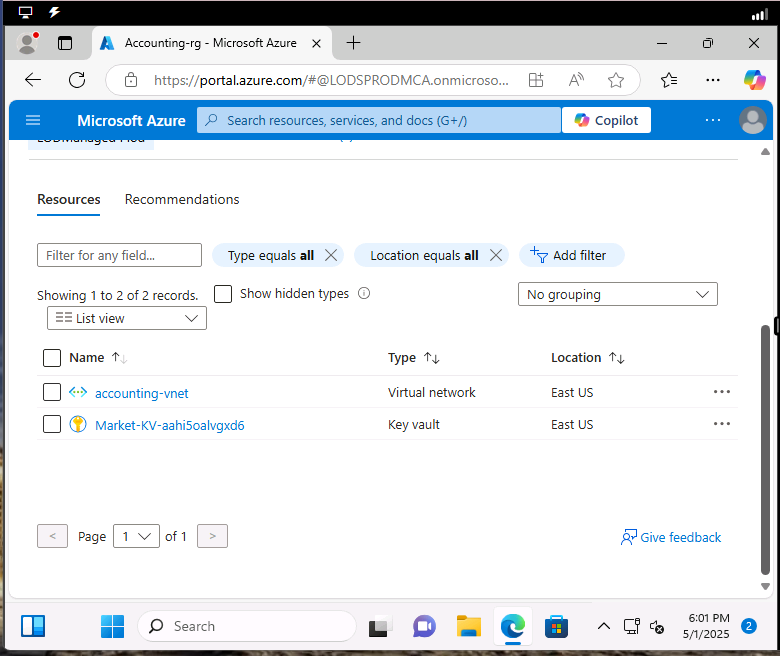 Accounting-rg - Microsoft Azure
https://portal.azure.com/#@LODSPRODMCA.onmicroso...
Microsoft Azure
Search resources, services, and docs (G+/)
Copilot
Resources
Recommendations
Filter for any field...
Type equals all
Location equals all
Add filter
Showing 1 to 2 of 2 records.
Show hidden types
No grouping
List view
Name
Type
Location
accounting-vnet
Virtual network
East US
Market-KV-aahi5oalvgxd6
Key vault
East US
< Page 1 of 1 >
Give feedback
Search
6:01 PM
5/1/2025
2